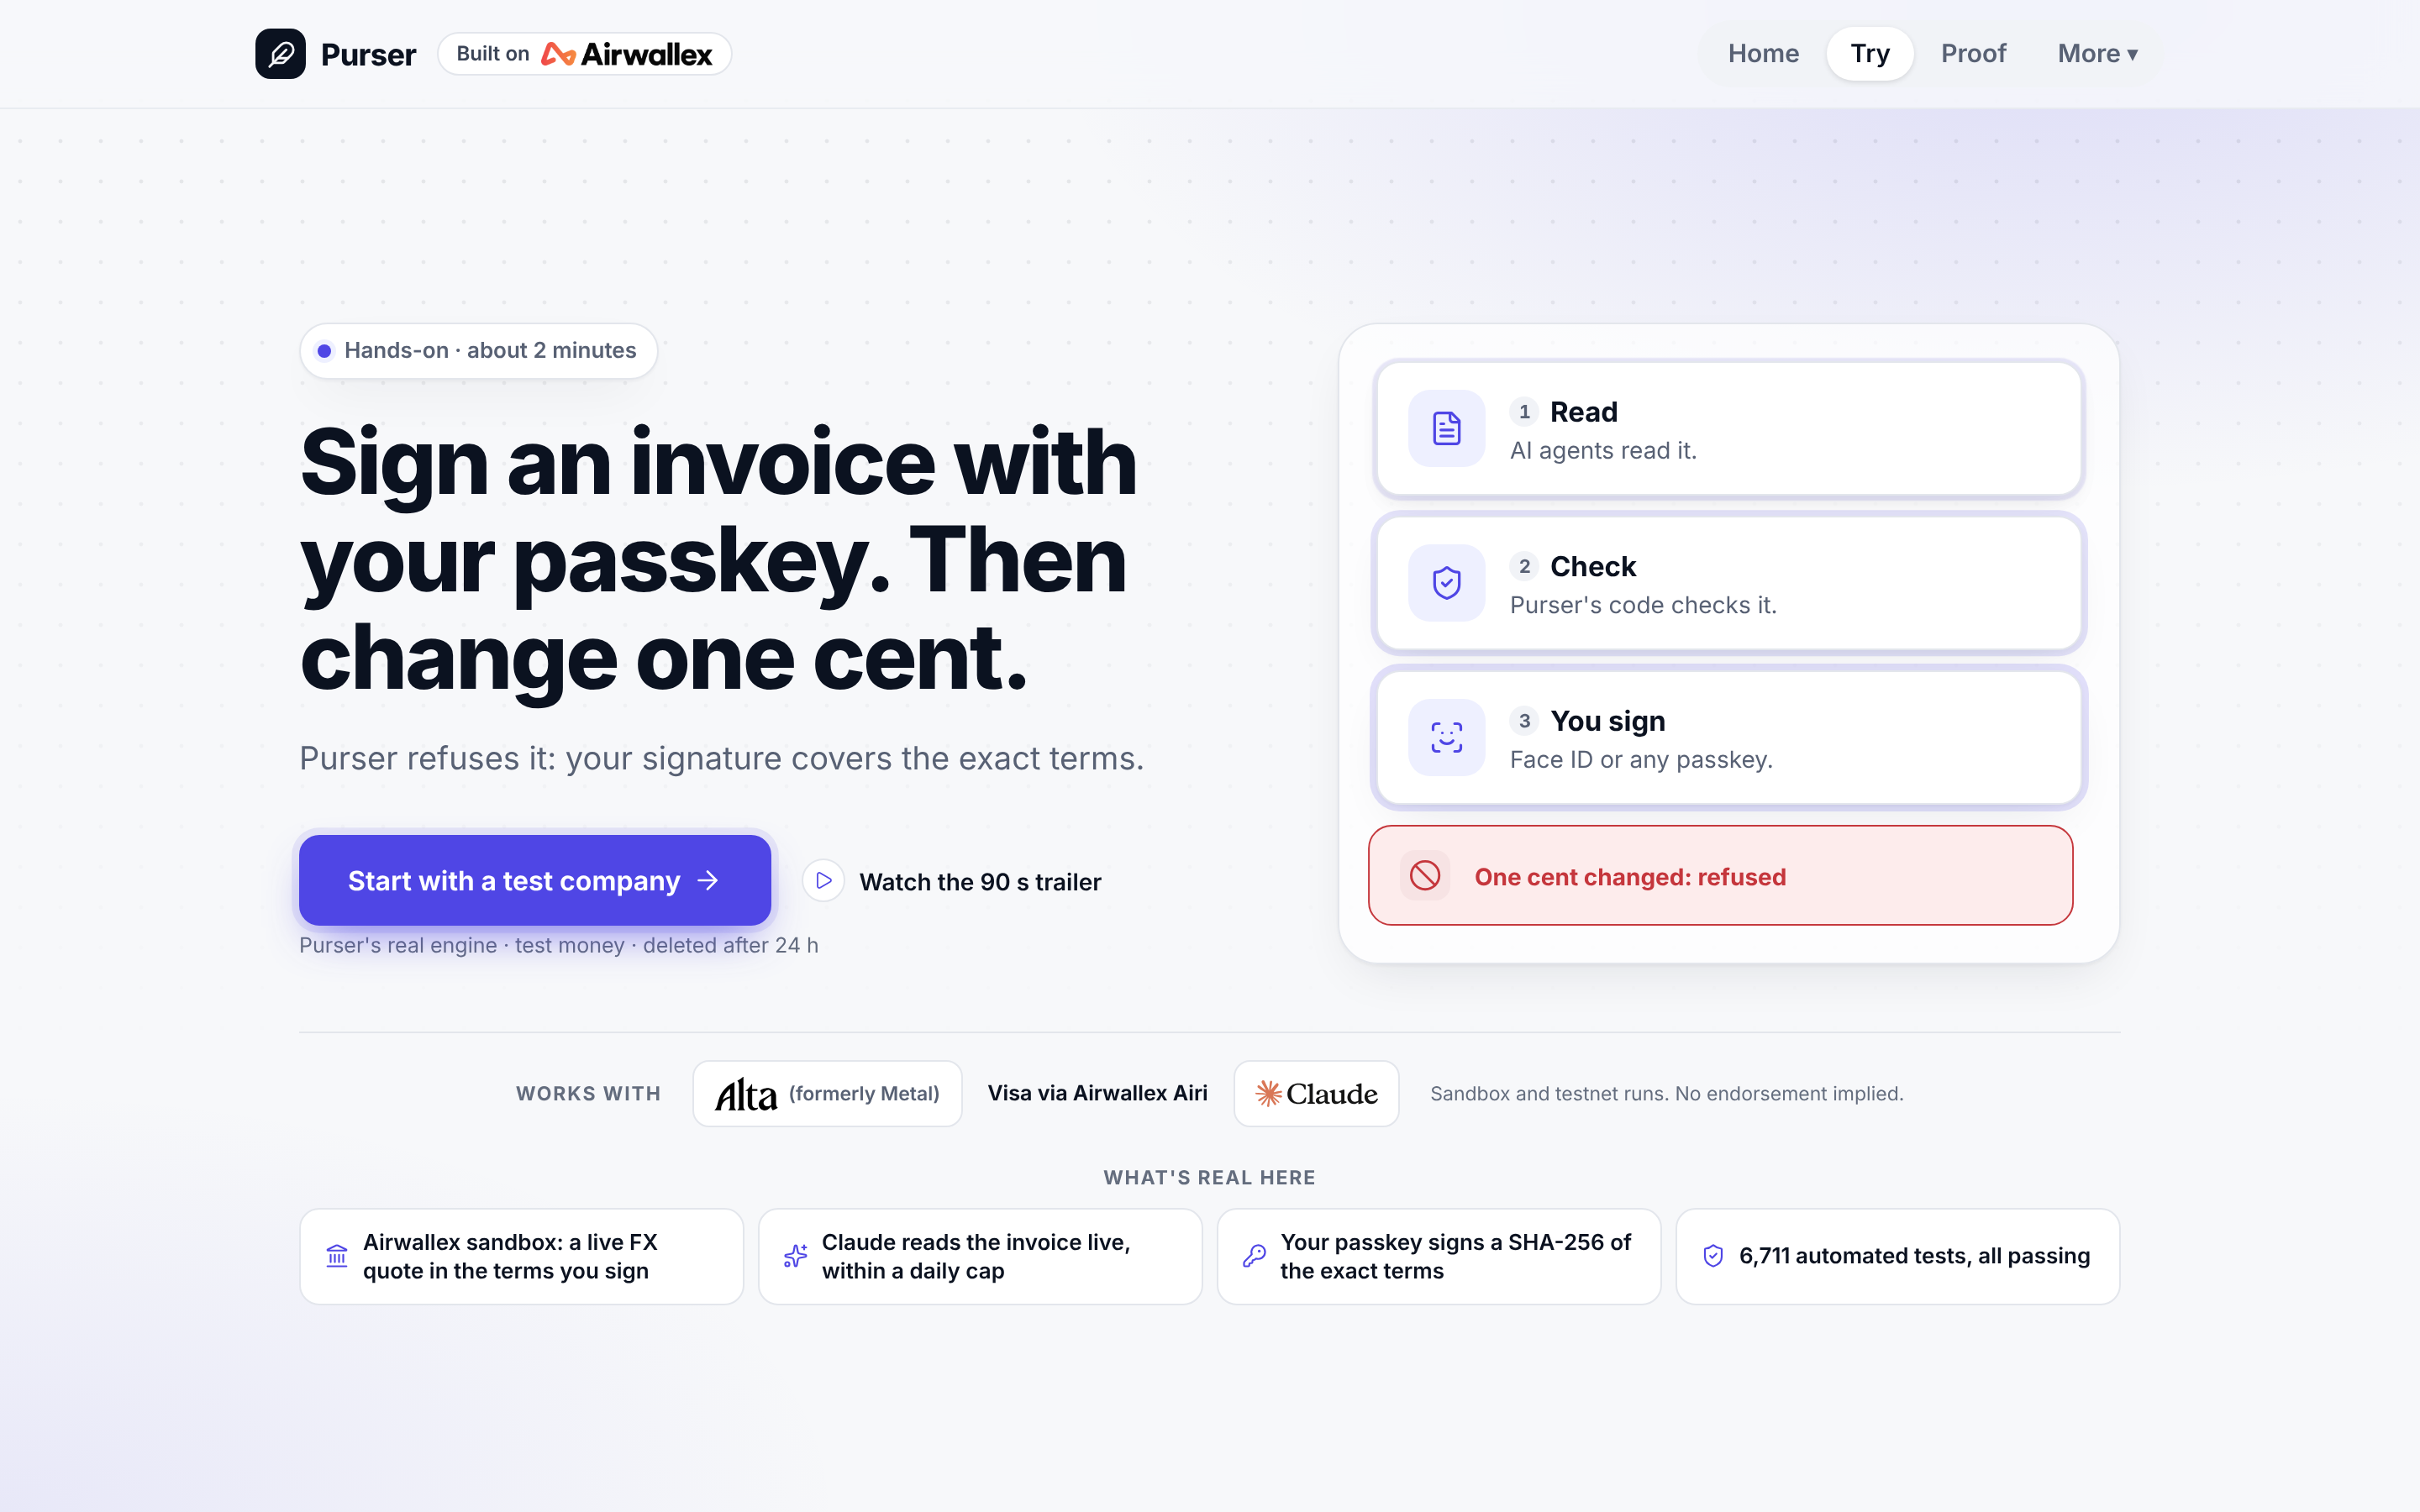 Purser
Built on Airwallex
Home
Try
Proof
More ▾
Hands-on · about 2 minutes
Sign an invoice with
your passkey. Then
change one cent.
Purser refuses it: your signature covers the exact terms.
Start with a test company →
Watch the 90 s trailer
Purser's real engine · test money · deleted after 24 h
1 Read
AI agents read it.
2 Check
Purser's code checks it.
3 You sign
Face ID or any passkey.
One cent changed: refused
WORKS WITH
Alta (formerly Metal)
Visa via Airwallex Airi
Claude
Sandbox and testnet runs. No endorsement implied.
WHAT'S REAL HERE
Airwallex sandbox: a live FX
quote in the terms you sign
Claude reads the invoice live,
within a daily cap
Your passkey signs a SHA-256 of
the exact terms
6,711 automated tests, all passing